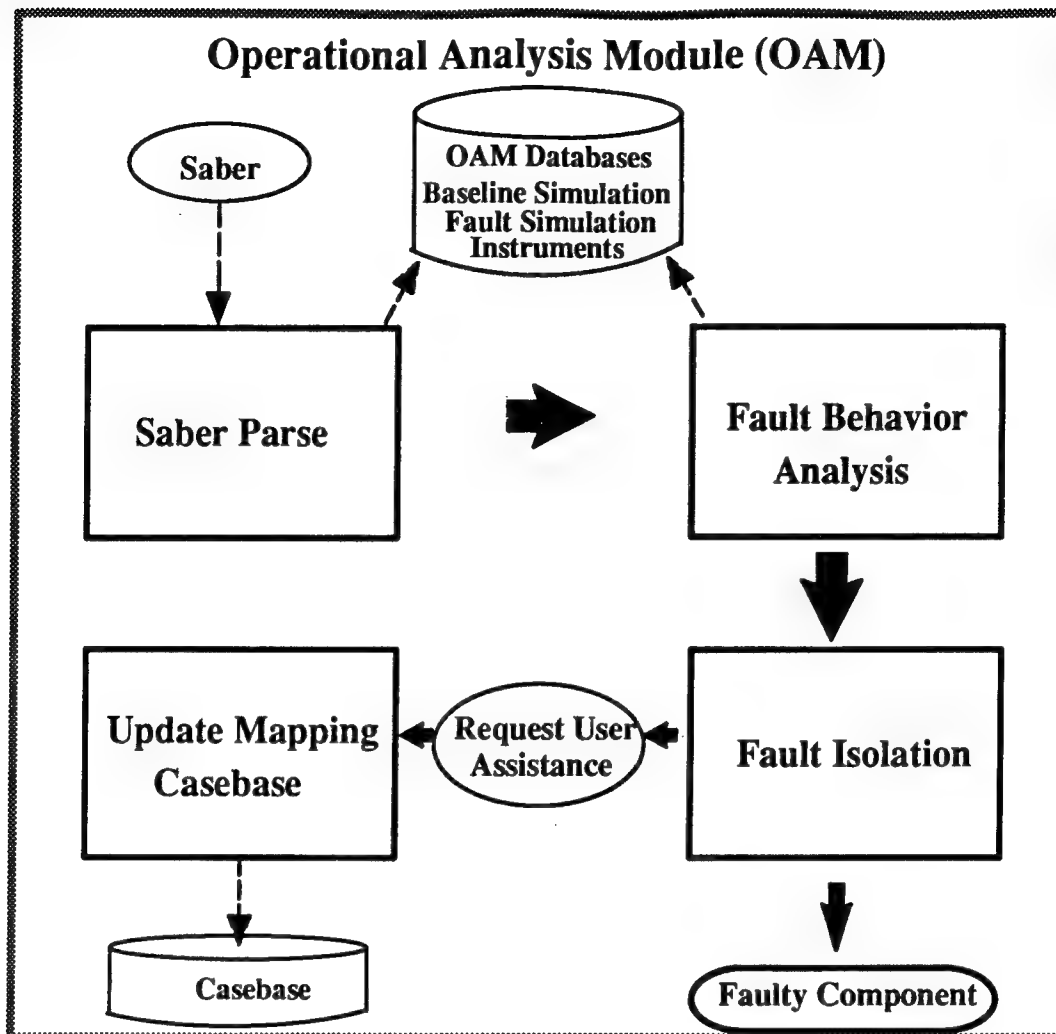 Operational Analysis Module (OAM)
Saber
OAM Databases
Baseline Simulation
Fault Simulation
Instruments
Saber Parse
Fault Behavior
Analysis
Update Mapping
Casebase
Request User
Assistance
Fault Isolation
Casebase
Faulty Component